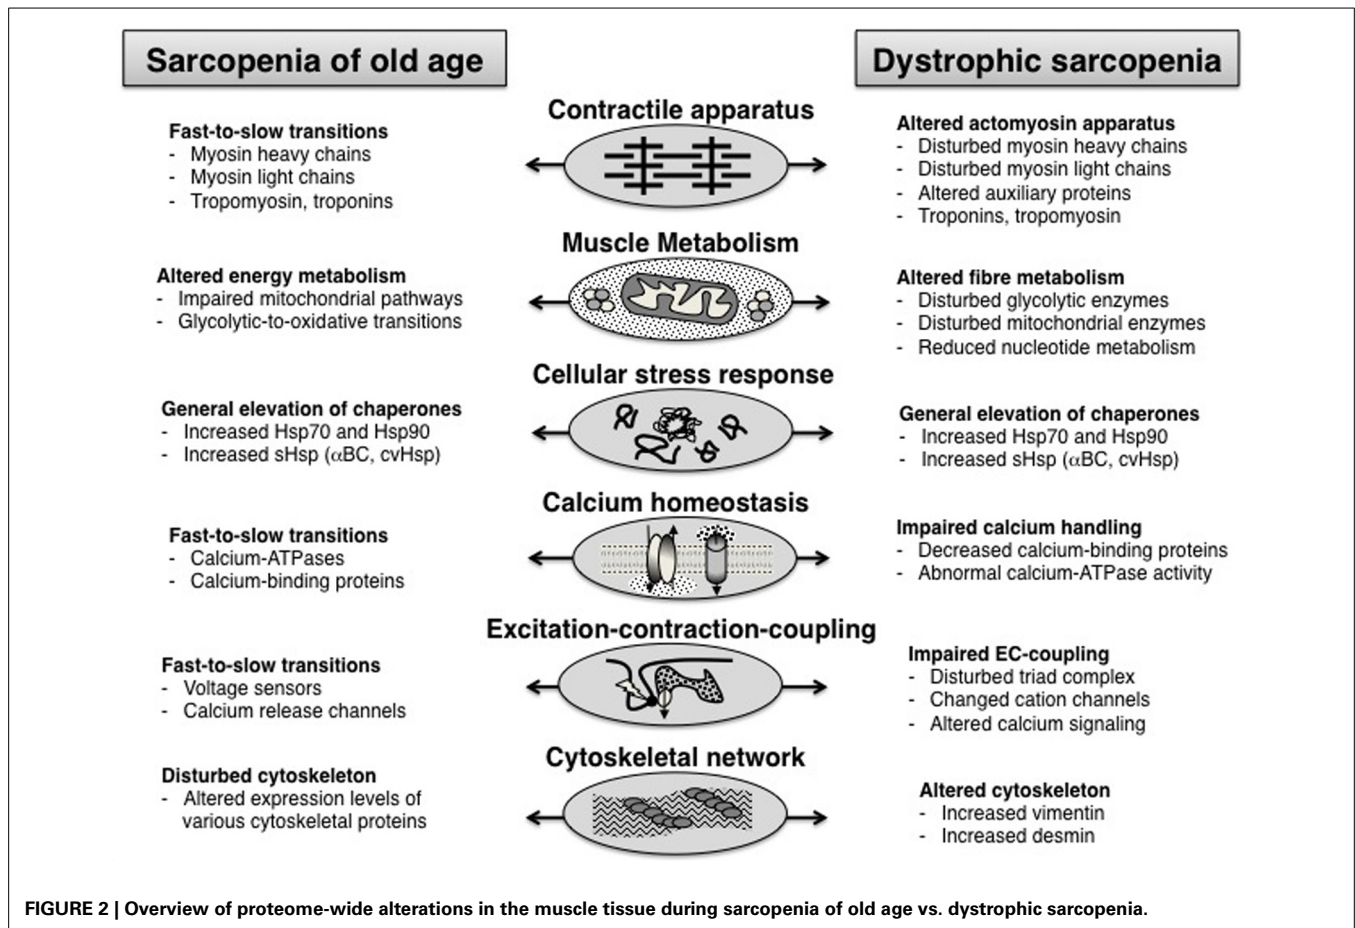 Sarcopenia of old age
Dystrophic sarcopenia
Contractile apparatus
Fast-to-slow transitions
- Myosin heavy chains
- Myosin light chains
- Tropomyosin, troponins
Altered actomyosin apparatus
- Disturbed myosin heavy chains
- Disturbed myosin light chains
- Altered auxiliary proteins
- Troponins, tropomyosin
Muscle Metabolism
Altered energy metabolism
- Impaired mitochondrial pathways
- Glycolytic-to-oxidative transitions
Altered fibre metabolism
- Disturbed glycolytic enzymes
- Disturbed mitochondrial enzymes
- Reduced nucleotide metabolism
Cellular stress response
General elevation of chaperones
- Increased Hsp70 and Hsp90
- Increased sHsp (αBC, cvHsp)
General elevation of chaperones
- Increased Hsp70 and Hsp90
- Increased sHsp (αBC, cvHsp)
Calcium homeostasis
Fast-to-slow transitions
- Calcium-ATPases
- Calcium-binding proteins
Impaired calcium handling
- Decreased calcium-binding proteins
- Abnormal calcium-ATPase activity
Excitation-contraction-coupling
Fast-to-slow transitions
- Voltage sensors
- Calcium release channels
Impaired EC-coupling
- Disturbed triad complex
- Changed cation channels
- Altered calcium signaling
Cytoskeletal network
Disturbed cytoskeleton
- Altered expression levels of
various cytoskeletal proteins
Altered cytoskeleton
- Increased vimentin
- Increased desmin
FIGURE 2 | Overview of proteome-wide alterations in the muscle tissue during sarcopenia of old age vs. dystrophic sarcopenia.